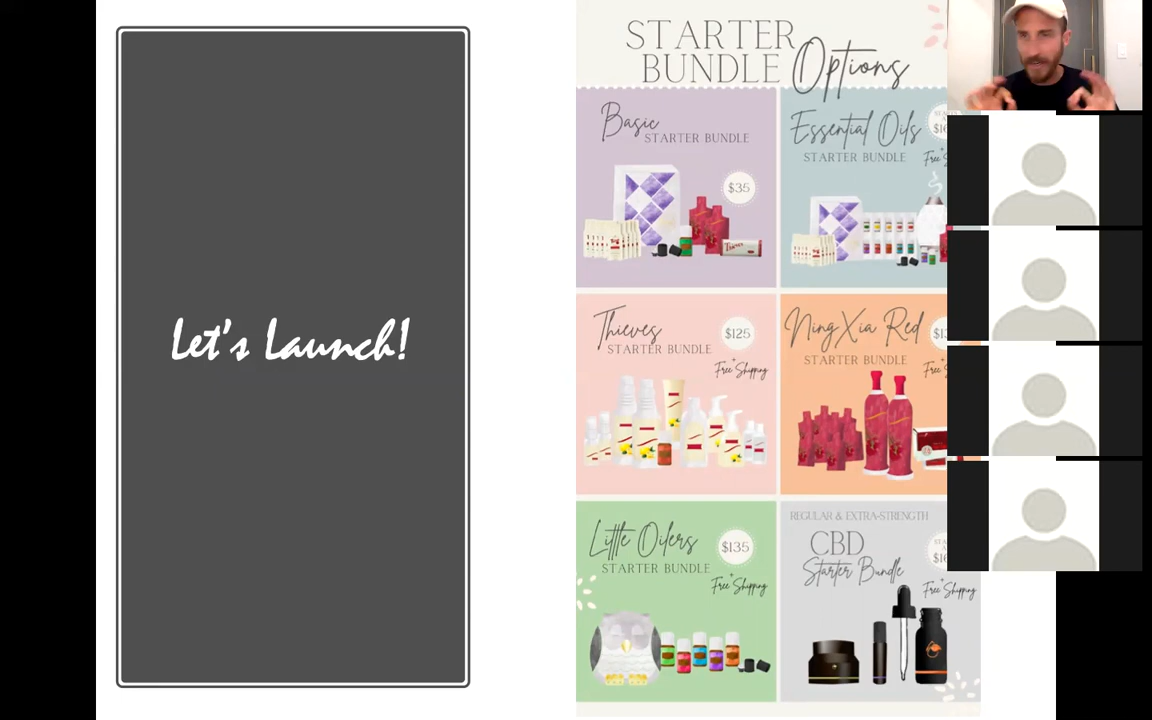 Let's Launch!
STARTER
BUNDLE Options
Basic
STARTER BUNDLE
$35
Essential Oils
STARTER BUNDLE
Free
Thieves
STARTER BUNDLE
$125
+
Free Shipping
NingXia Red
STARTER BUNDLE
Little Oilers
STARTER BUNDLE
$135
+
Free Shipping
REGULAR & EXTRA-STRENGTH
CBD
Starter Bundle
+
Free Shipping